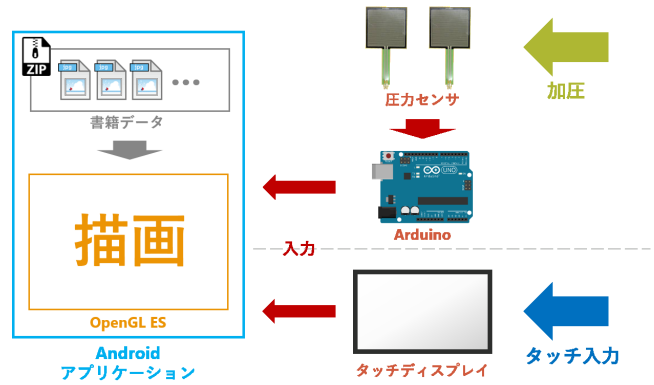 ZIP
書籍データ
描画
OpenGL ES
Android
アプリケーション
圧力センサ
加圧
UNO
Arduino
入力
タッチディスプレイ
タッチ入力